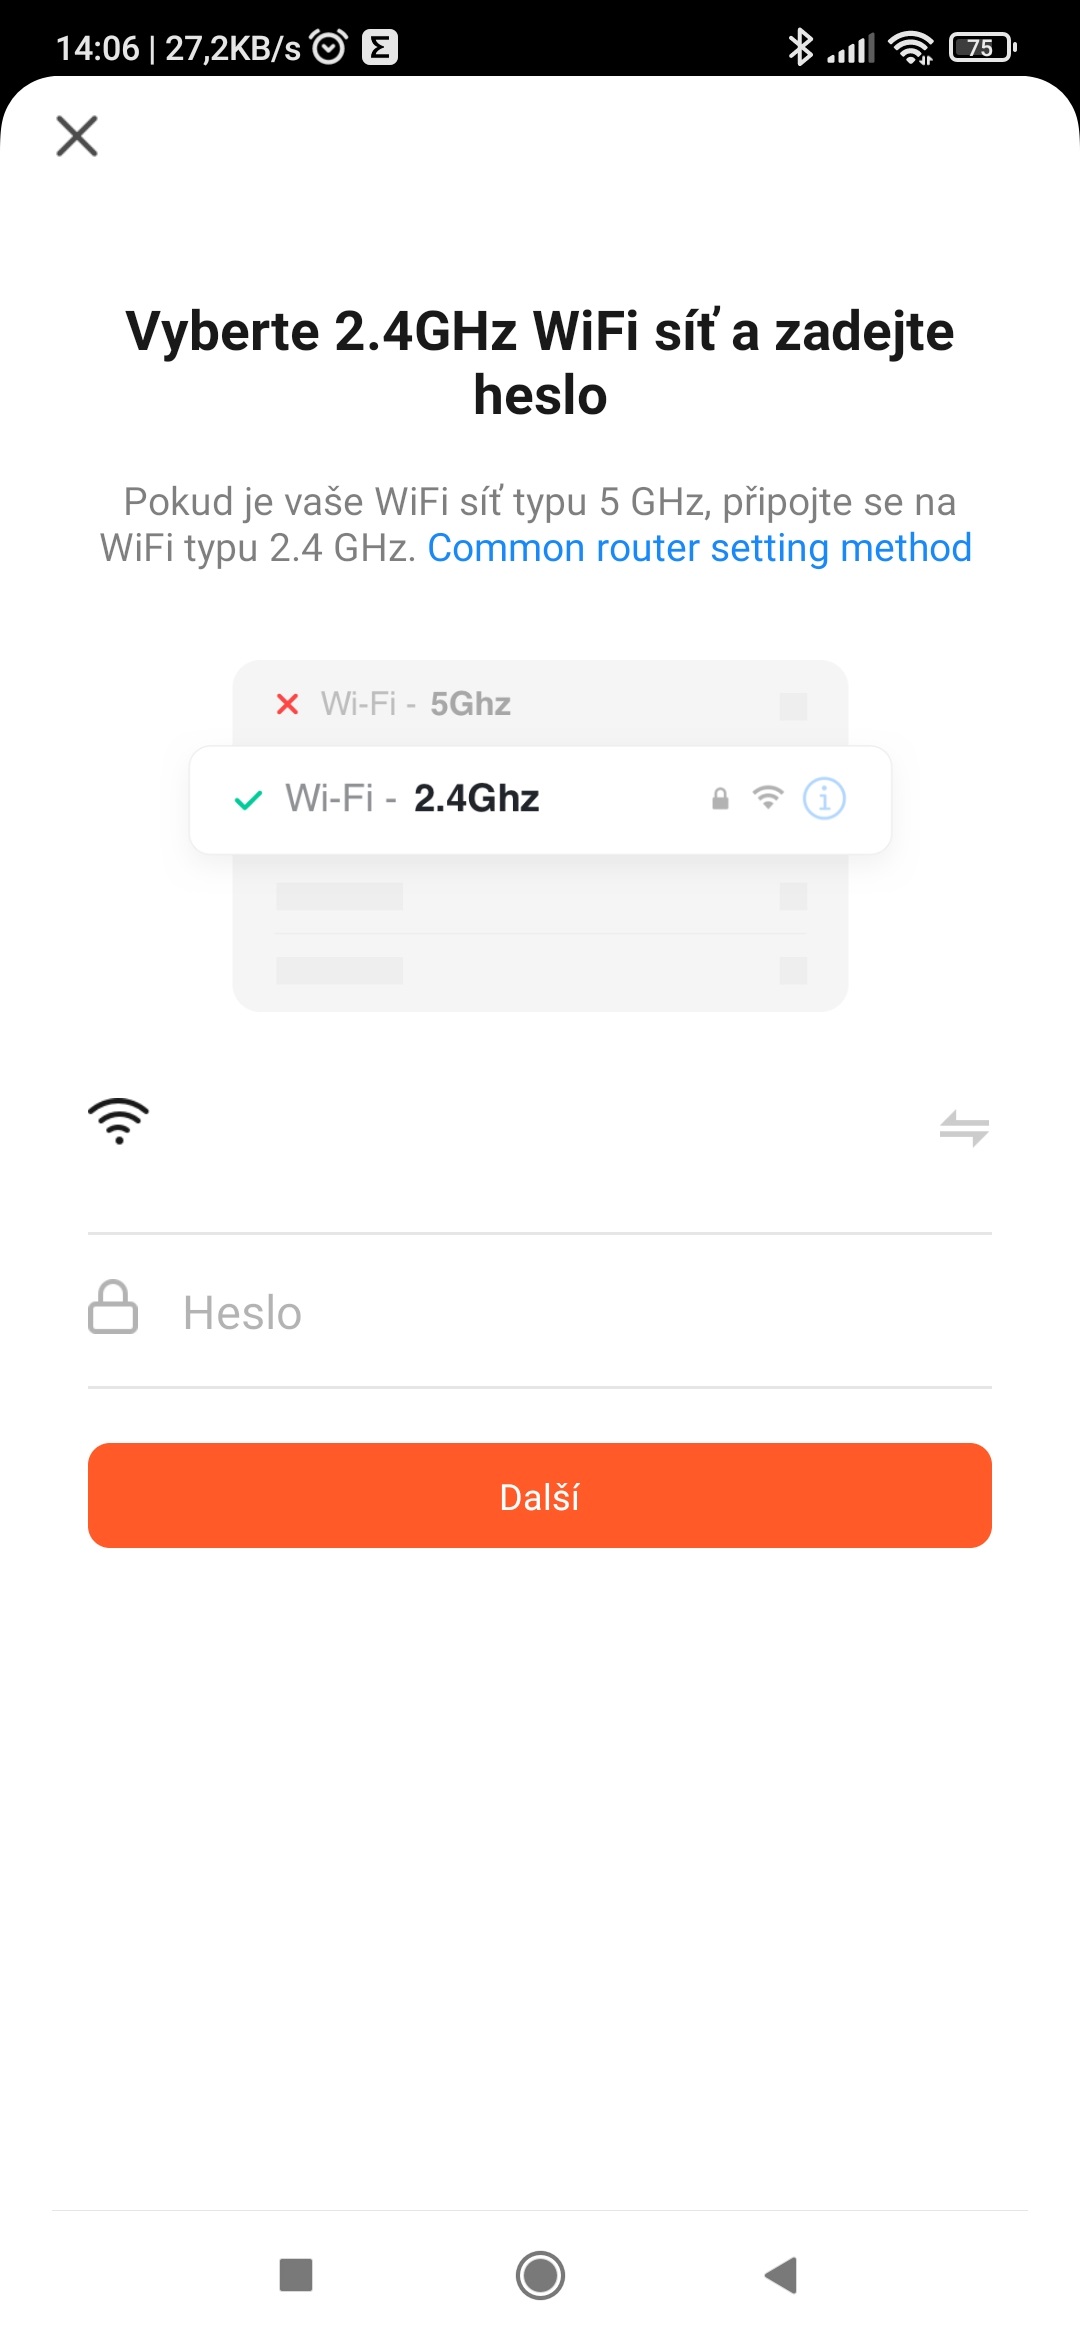 14:06 | 27,2KB/s
75
Vyberte 2.4GHz WiFi síť a zadejte
heslo
Pokud je vaše WiFi síť typu 5 GHz, připojte se na
WiFi typu 2.4 GHz. Common router setting method
Wi-Fi - 5Ghz
Wi-Fi - 2.4Ghz
Heslo
Další